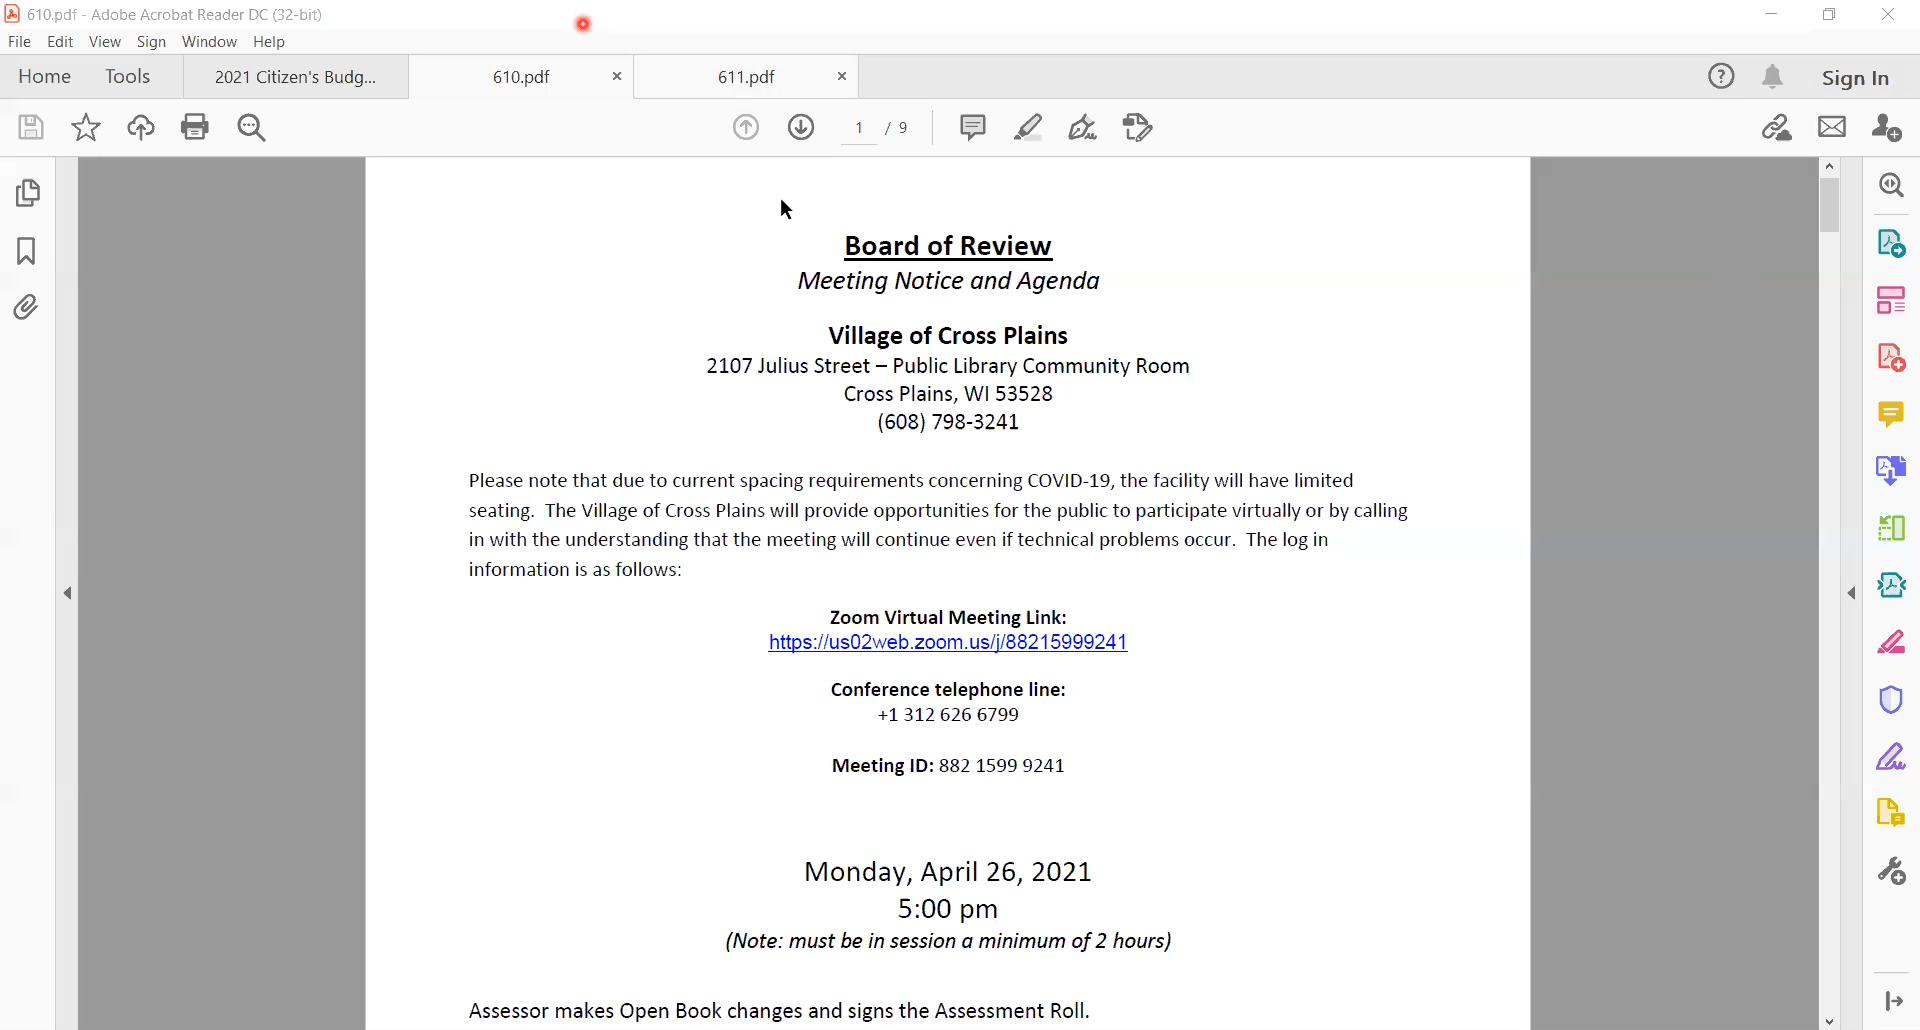 610.pdf - Adobe Acrobat Reader DC (32-bit)
File Edit View Sign Window Help
Home Tools 2021 Citizen's Budg... 610.pdf × 611.pdf × Sign In
1 / 9
Board of Review
Meeting Notice and Agenda
Village of Cross Plains
2107 Julius Street – Public Library Community Room
Cross Plains, WI 53528
(608) 798-3241
Please note that due to current spacing requirements concerning COVID-19, the facility will have limited
seating. The Village of Cross Plains will provide opportunities for the public to participate virtually or by calling
in with the understanding that the meeting will continue even if technical problems occur. The log in
information is as follows:
Zoom Virtual Meeting Link:
https://us02web.zoom.us/j/88215999241
Conference telephone line:
+1 312 626 6799
Meeting ID: 882 1599 9241
Monday, April 26, 2021
5:00 pm
(Note: must be in session a minimum of 2 hours)
Assessor makes Open Book changes and signs the Assessment Roll.